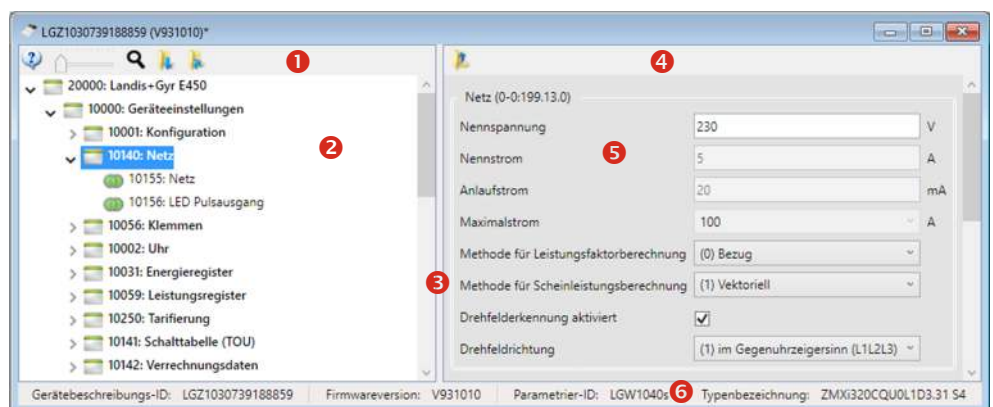 LGZ1030739188859 (V931010)*
1
4
20000: Landis+Gyr E450
10000: Geräteeinstellungen
10001: Konfiguration
2
10140: Netz
10155: Netz
10156: LED Pulsausgang
10056: Klemmen
10002: Uhr
10031: Energieregister
10059: Leistungsregister
10250: Tarifierung
10141: Schalttabelle (TOU)
10142: Verrechnungsdaten
3
Netz (0-0:199.13.0)
Nennspannung 230 V
5
Nennstrom 5 A
Anlaufstrom 20 mA
Maximalstrom 100 A
Methode für Leistungsfaktorberechnung (0) Bezug
Methode für Scheinleistungsberechnung (1) Vektoriell
Drehfelderkennung aktiviert
Drehfeldrichtung (1) im Gegenuhrzeigersinn (L1L2L3)
Gerätebeschreibungs-ID: LGZ1030739188859 Firmwareversion: V931010 Parametrier-ID: LGW1040s 6 Typenbezeichnung: ZMXi320CQU0L1D3.31 S4